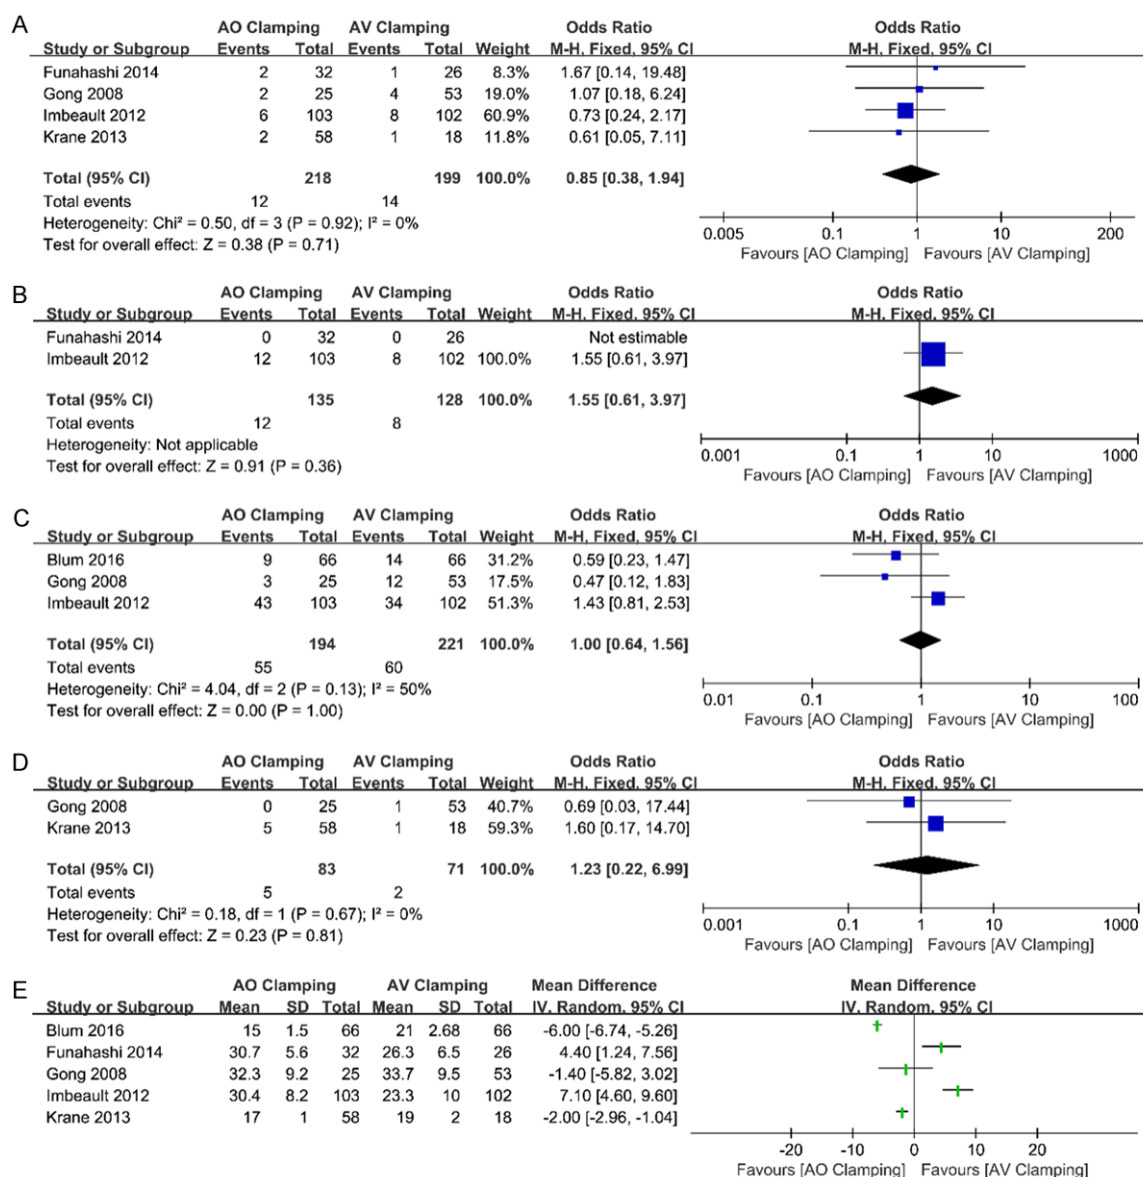 A
AO Clamping AV Clamping Odds Ratio Odds Ratio
Study or Subgroup Events Total Events Total Weight M-H, Fixed, 95% CI M-H, Fixed, 95% CI
Funahashi 2014 2 32 1 26 8.3% 1.67 [0.14, 19.48]
Gong 2008 2 25 4 53 19.0% 1.07 [0.18, 6.24]
Imbeault 2012 6 103 8 102 60.9% 0.73 [0.24, 2.17]
Krane 2013 2 58 1 18 11.8% 0.61 [0.05, 7.11]
Total (95% CI) 218 199 100.0% 0.85 [0.38, 1.94]
Total events 12 14
Heterogeneity: Chi² = 0.50, df = 3 (P = 0.92); I² = 0%
Test for overall effect: Z = 0.38 (P = 0.71)
0.005 0.1 1 10 200
Favours [AO Clamping] Favours [AV Clamping]
B
AO Clamping AV Clamping Odds Ratio Odds Ratio
Study or Subgroup Events Total Events Total Weight M-H, Fixed, 95% CI M-H, Fixed, 95% CI
Funahashi 2014 0 32 0 26 Not estimable
Imbeault 2012 12 103 8 102 100.0% 1.55 [0.61, 3.97]
Total (95% CI) 135 128 100.0% 1.55 [0.61, 3.97]
Total events 12 8
Heterogeneity: Not applicable
Test for overall effect: Z = 0.91 (P = 0.36)
0.001 0.1 1 10 1000
Favours [AO Clamping] Favours [AV Clamping]
C
AO Clamping AV Clamping Odds Ratio Odds Ratio
Study or Subgroup Events Total Events Total Weight M-H, Fixed, 95% CI M-H, Fixed, 95% CI
Blum 2016 9 66 14 66 31.2% 0.59 [0.23, 1.47]
Gong 2008 3 25 12 53 17.5% 0.47 [0.12, 1.83]
Imbeault 2012 43 103 34 102 51.3% 1.43 [0.81, 2.53]
Total (95% CI) 194 221 100.0% 1.00 [0.64, 1.56]
Total events 55 60
Heterogeneity: Chi² = 4.04, df = 2 (P = 0.13); I² = 50%
Test for overall effect: Z = 0.00 (P = 1.00)
0.01 0.1 1 10 100
Favours [AO Clamping] Favours [AV Clamping]
D
AO Clamping AV Clamping Odds Ratio Odds Ratio
Study or Subgroup Events Total Events Total Weight M-H, Fixed, 95% CI M-H, Fixed, 95% CI
Gong 2008 0 25 1 53 40.7% 0.69 [0.03, 17.44]
Krane 2013 5 58 1 18 59.3% 1.60 [0.17, 14.70]
Total (95% CI) 83 71 100.0% 1.23 [0.22, 6.99]
Total events 5 2
Heterogeneity: Chi² = 0.18, df = 1 (P = 0.67); I² = 0%
Test for overall effect: Z = 0.23 (P = 0.81)
0.001 0.1 1 10 1000
Favours [AO Clamping] Favours [AV Clamping]
E
AO Clamping AV Clamping Mean Difference Mean Difference
Study or Subgroup Mean SD Total Mean SD Total IV, Random, 95% CI IV, Random, 95% CI
Blum 2016 15 1.5 66 21 2.68 66 -6.00 [-6.74, -5.26]
Funahashi 2014 30.7 5.6 32 26.3 6.5 26 4.40 [1.24, 7.56]
Gong 2008 32.3 9.2 25 33.7 9.5 53 -1.40 [-5.82, 3.02]
Imbeault 2012 30.4 8.2 103 23.3 10 102 7.10 [4.60, 9.60]
Krane 2013 17 1 58 19 2 18 -2.00 [-2.96, -1.04]
-20 -10 0 10 20
Favours [AO Clamping] Favours [AV Clamping]